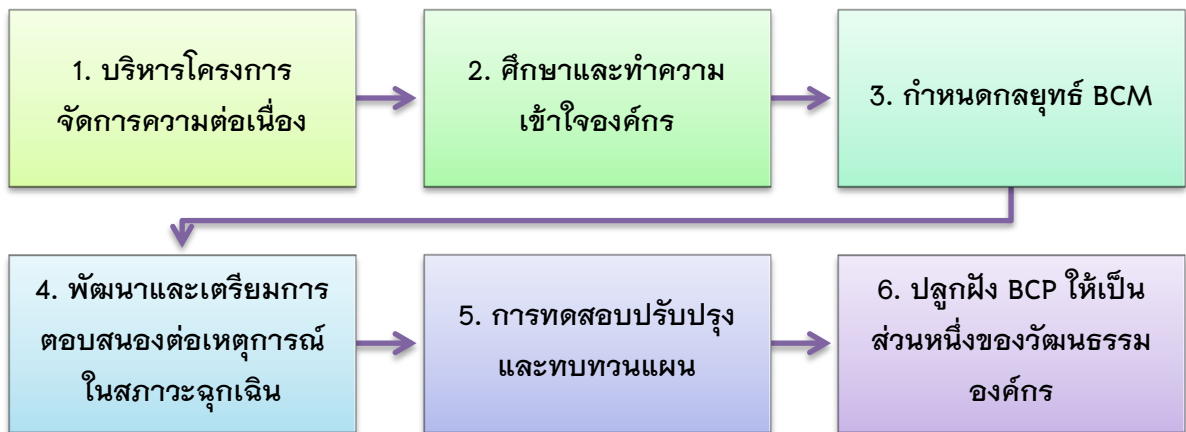 1. บริหารโครงการ
จัดการความต่อเนื่อง
2. ศึกษาและทำความ
เข้าใจองค์กร
3. กำหนดกลยุทธ์ BCM
4. พัฒนาและเตรียมการ
ตอบสนองต่อเหตุการณ์
ในสภาวะฉุกเฉิน
5. การทดสอบปรับปรุง
และทบทวนแผน
6. ปลูกฝัง BCP ให้เป็น
ส่วนหนึ่งของวัฒนธรรม
องค์กร